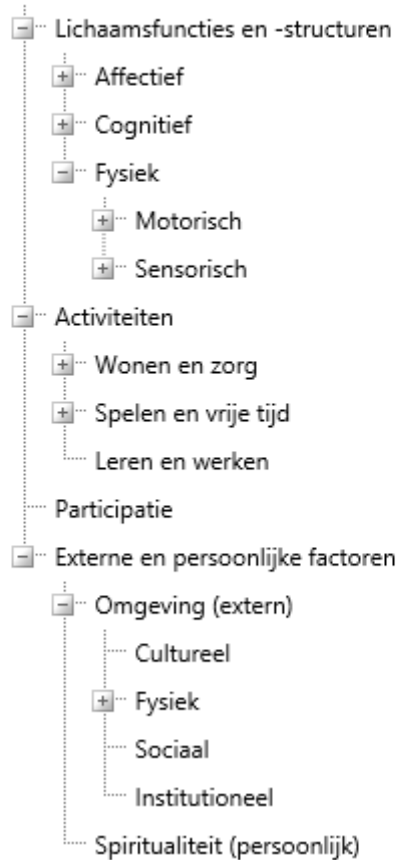 Lichaamsfuncties en -structuren
Affectief
Cognitief
Fysiek
Motorisch
Sensorisch
Activiteiten
Wonen en zorg
Spelen en vrije tijd
Leren en werken
Participatie
Externe en persoonlijke factoren
Omgeving (extern)
Cultureel
Fysiek
Sociaal
Institutioneel
Spiritualiteit (persoonlijk)